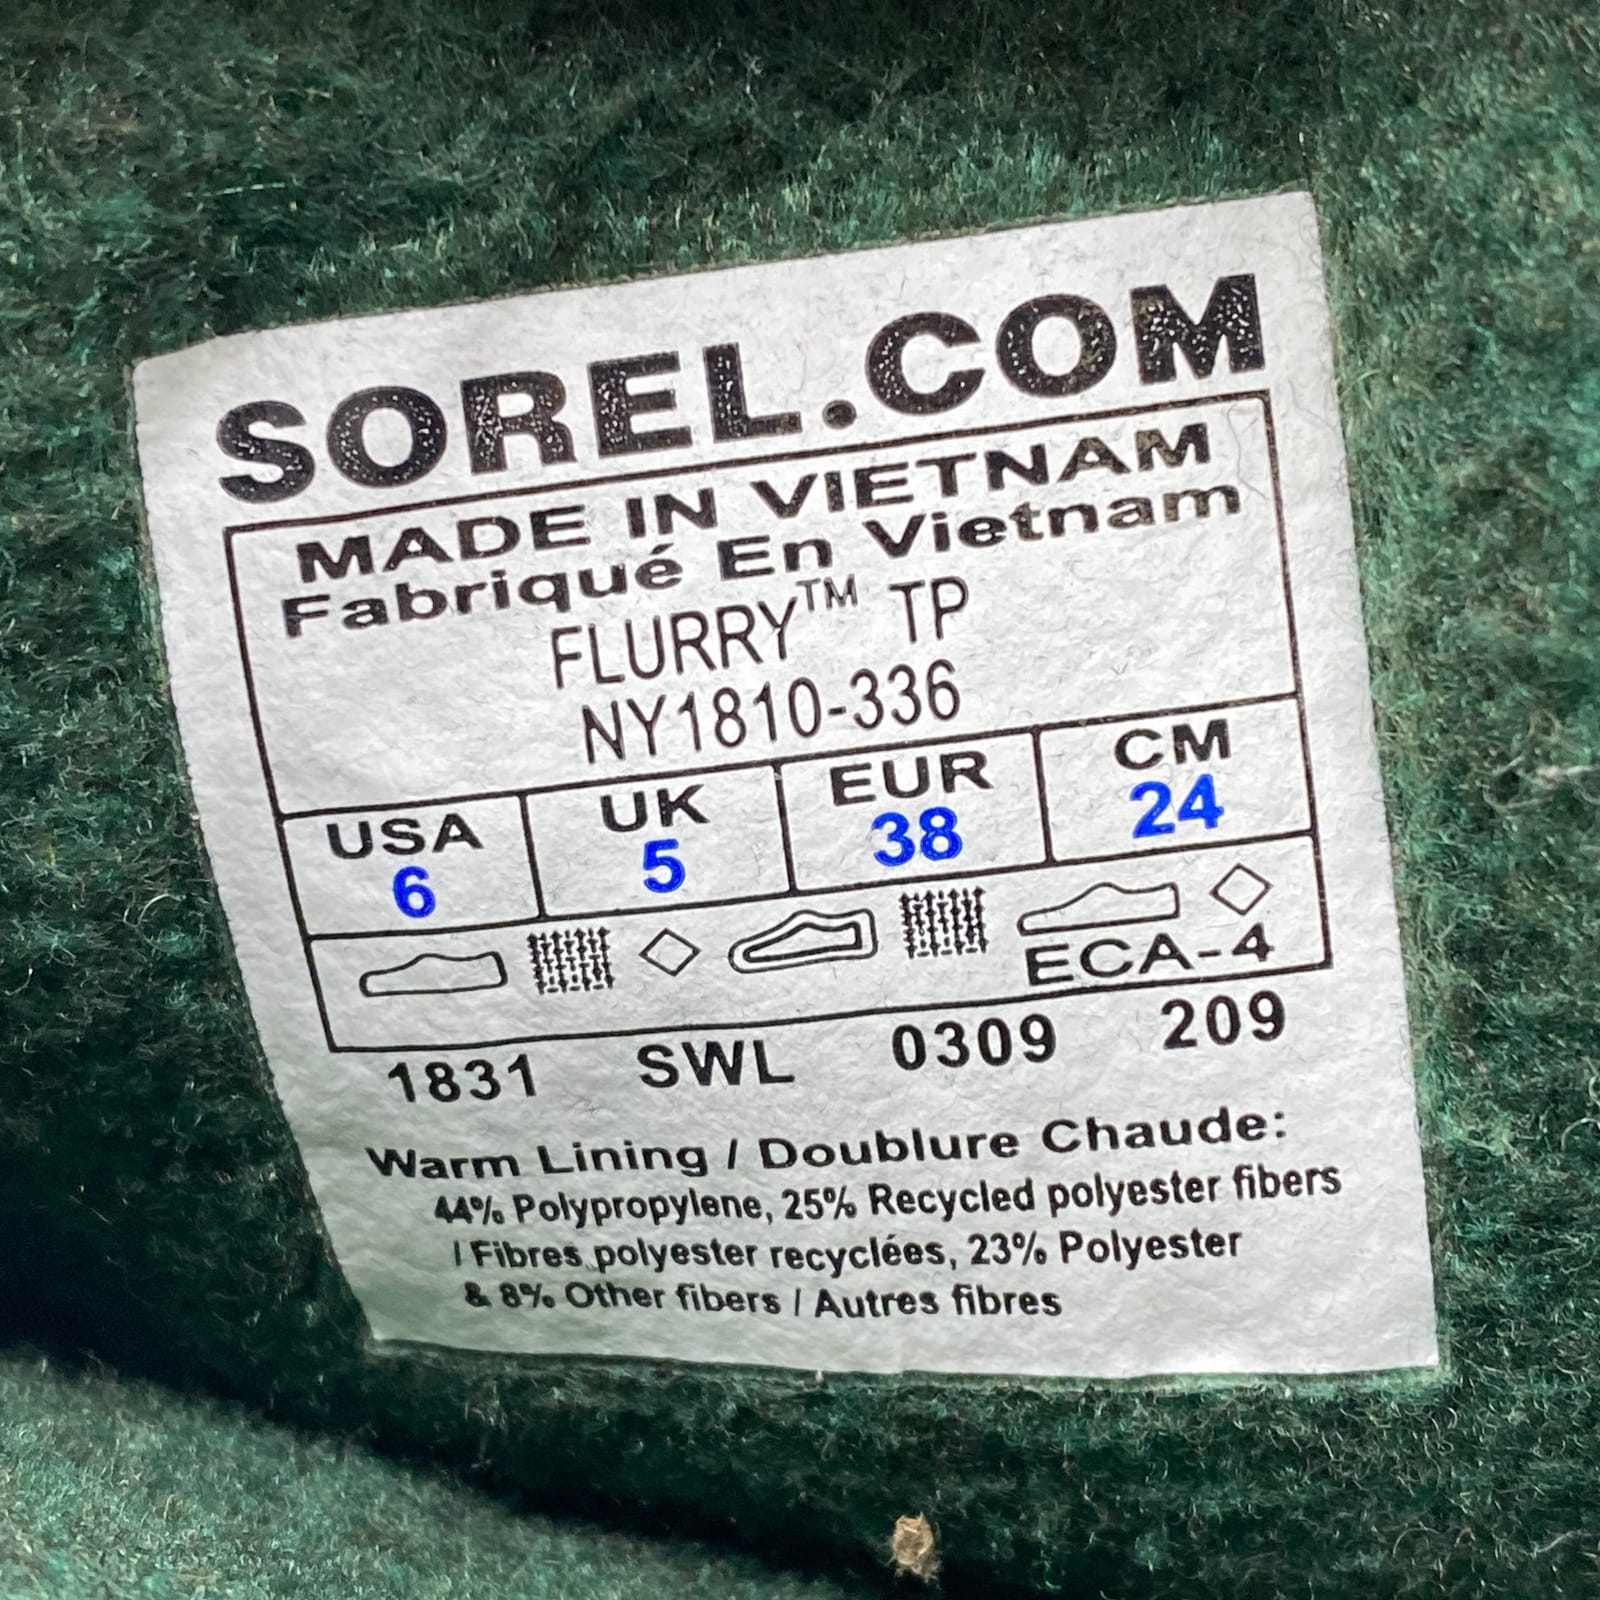 SOREL.COM
MADE IN VIETNAM
Fabriqué En Vietnam
FLURRY™ TP
NY1810-336
USA UK EUR CM
6 5 38 24
ECA-4
1831 SWL 0309 209
Warm Lining / Doublure Chaude:
44% Polypropylene, 25% Recycled polyester fibers
/ Fibres polyester recyclées, 23% Polyester
& 8% Other fibers / Autres fibres